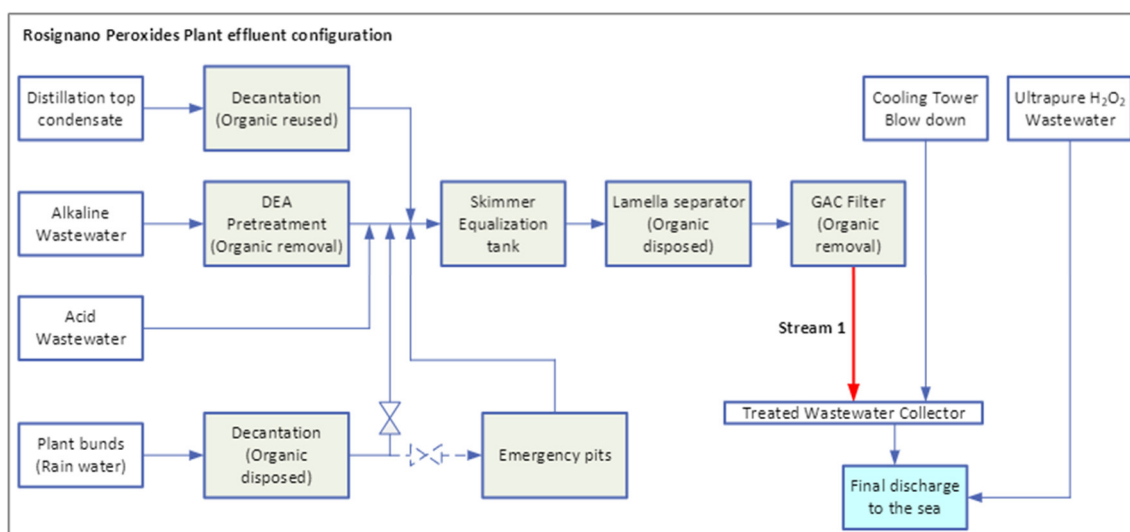 Rosignano Peroxides Plant effluent configuration
Distillation top
condensate
Decantation
(Organic reused)
Cooling Tower
Blow down
Ultrapure H₂O₂
Wastewater
Alkaline
Wastewater
DEA
Pretreatment
(Organic removal)
Skimmer
Equalization
tank
Lamella separator
(Organic
disposed)
GAC Filter
(Organic
removal)
Acid
Wastewater
Stream 1
Treated Wastewater Collector
Plant bunds
(Rain water)
Decantation
(Organic
disposed)
Emergency pits
Final discharge
to the sea